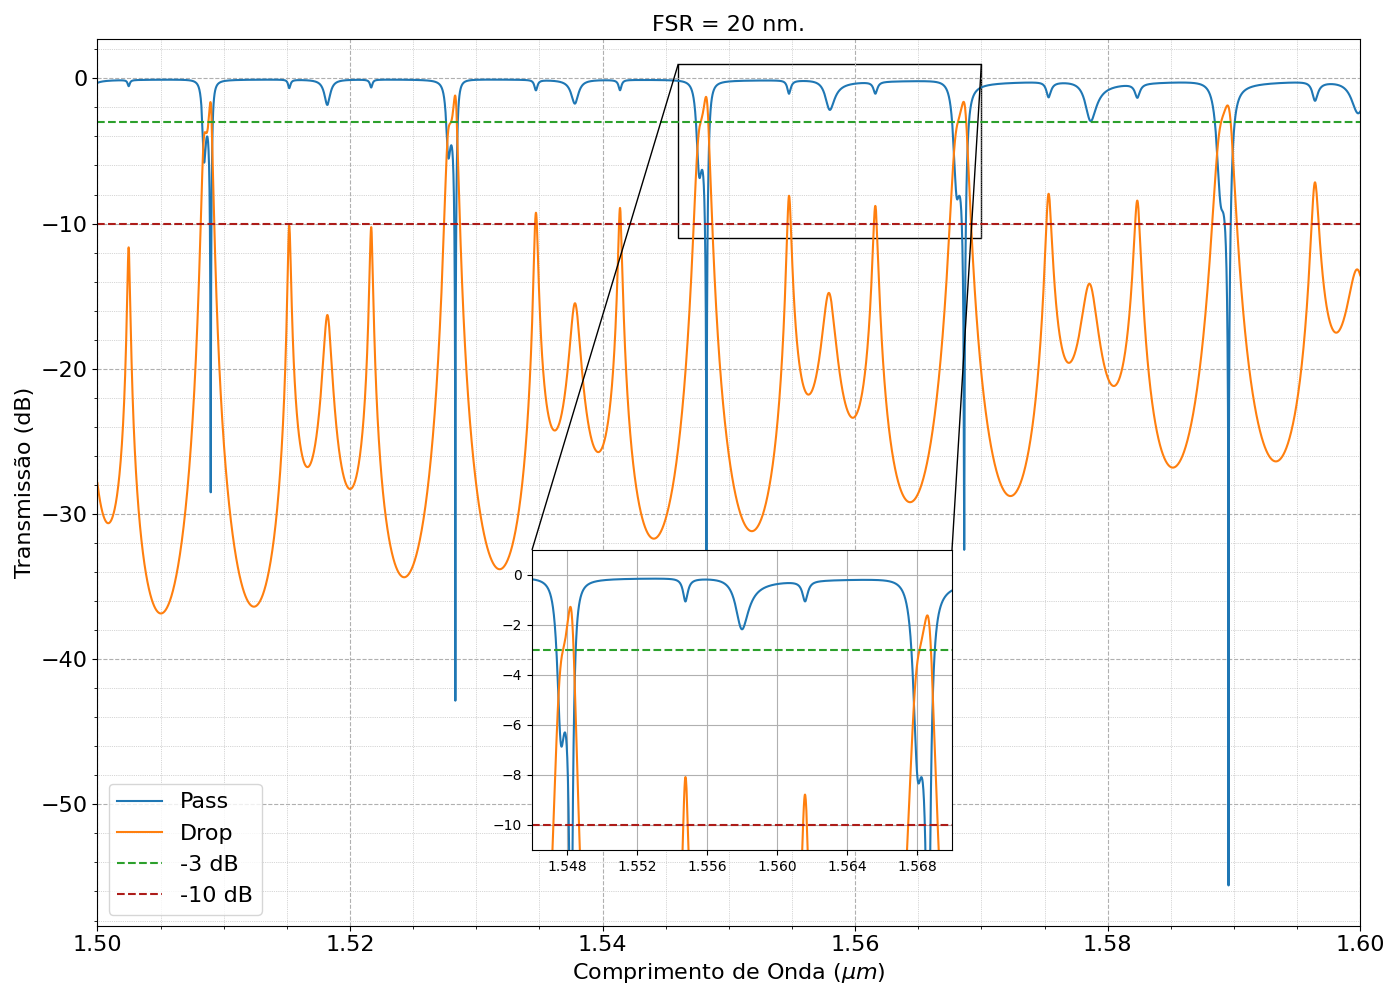 FSR = 20 nm.
Transmissão (dB)
0
−10
−20
−30
−40
−50
0
−2
−4
−6
−8
−10
1.548 1.552 1.556 1.560 1.564 1.568
Pass
Drop
-3 dB
-10 dB
1.50 1.52 1.54 1.56 1.58 1.60
Comprimento de Onda (μm)